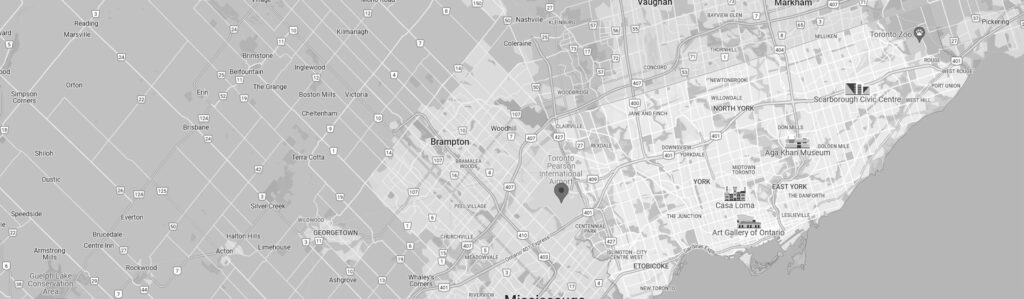 Vaughan
Markham
Nashville
KLEINBURG
BAYVIEW GLEN
Pickering
Reading
Marsville
Kilmanagh
Coleraine
MILLIKEN
Toronto Zoo
Brimstone
THORNHILL
ROUGE
Belfountain
Inglewood
CONCORD
WEST ROUGE
Erin
The Grange
WOODBRIDGE
NEWTONBROOK
PORT UNION
Orton
Simpson
Corners
Boston Mills
Victoria
WILLOWDALE
Scarborough Civic Centre
WEST HILL
NORTH YORK
Cheltenham
JANE AND FINCH
Brisbane
Woodhill
CLAIRVILLE
DON MILLS
Brampton
REXDALE
DOWNSVIEW
GOLDEN MILE
Shiloh
Terra Cotta
BRAMALEA
WOODS
Toronto
Pearson
International
Airport
YORKDALE
Aga Khan Museum
MIDTOWN
TORONTO
Dustic
YORK
EAST YORK
THE DANFORTH
Silver Creek
PEEL VILLAGE
Casa Loma
Speedside
Everton
WILDWOOD
THE JUNCTION
LESLIEVILLE
GEORGETOWN
CENTENNIAL
PARK
Art Gallery of Ontario
Brucedale
Halton Hills
CHURCHVILLE
Armstrong
Mills
Centre Inn
Limehouse
Ontario 401 Express
Acton
MEADOWVALE
CENTRE WEST
Rockwood
ETOBICOKE
Guelph Lake
Conservation
Area
Ashgrove
Whaley's
Corners
NEW TORONTO
RIVERVIEW